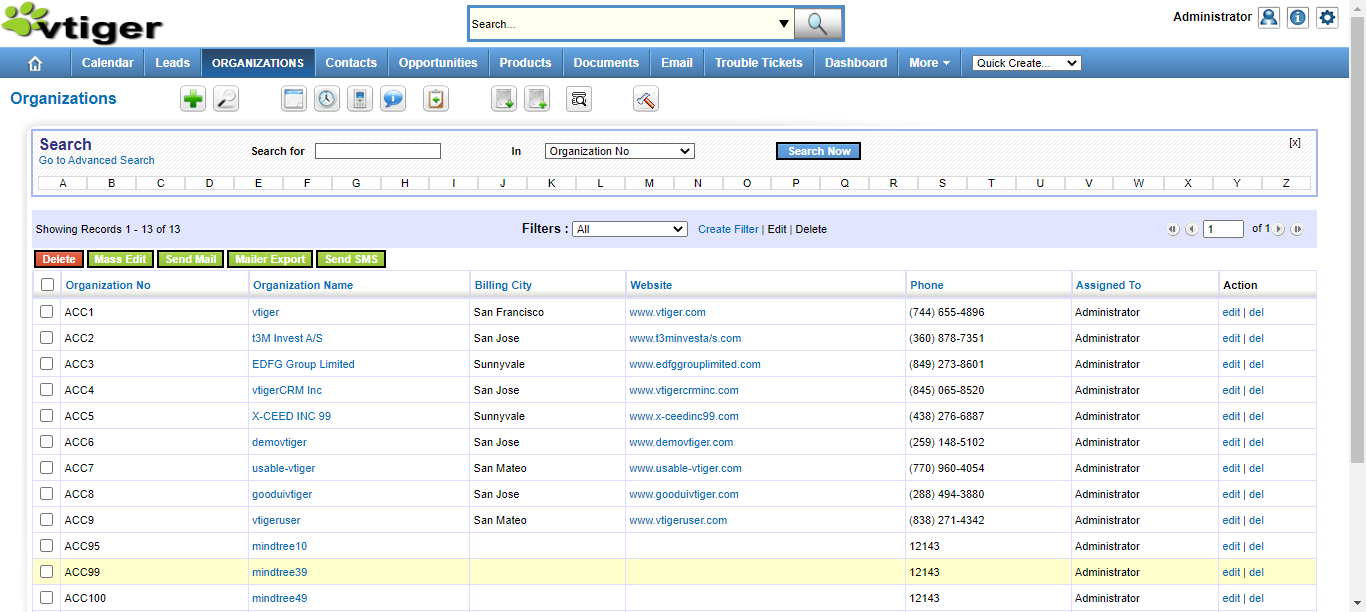 vtiger
Search...
Administrator
Calendar Leads ORGANIZATIONS Contacts Opportunities Products Documents Email Trouble Tickets Dashboard More Quick Create...
Organizations
Search
Go to Advanced Search
Search for In Organization No Search Now [x]
A B C D E F G H I J K L M N O P Q R S T U V W X Y Z
Showing Records 1 - 13 of 13 Filters : All Create Filter | Edit | Delete 1 of 1
Delete Mass Edit Send Mail Mailer Export Send SMS
Organization No Organization Name Billing City Website Phone Assigned To Action
ACC1 vtiger San Francisco www.vtiger.com (744) 655-4896 Administrator edit | del
ACC2 t3M Invest A/S San Jose www.t3minvesta/s.com (360) 878-7351 Administrator edit | del
ACC3 EDFG Group Limited Sunnyvale www.edfggrouplimited.com (849) 273-8601 Administrator edit | del
ACC4 vtigerCRM Inc San Jose www.vtigercrminc.com (845) 065-8520 Administrator edit | del
ACC5 X-CEED INC 99 Sunnyvale www.x-ceedinc99.com (438) 276-6887 Administrator edit | del
ACC6 demovtiger San Jose www.demovtiger.com (259) 148-5102 Administrator edit | del
ACC7 usable-vtiger San Mateo www.usable-vtiger.com (770) 960-4054 Administrator edit | del
ACC8 gooduivtiger San Jose www.gooduivtiger.com (288) 494-3880 Administrator edit | del
ACC9 vtigeruser San Mateo www.vtigeruser.com (838) 271-4342 Administrator edit | del
ACC95 mindtree10 12143 Administrator edit | del
ACC99 mindtree39 12143 Administrator edit | del
ACC100 mindtree49 12143 Administrator edit | del